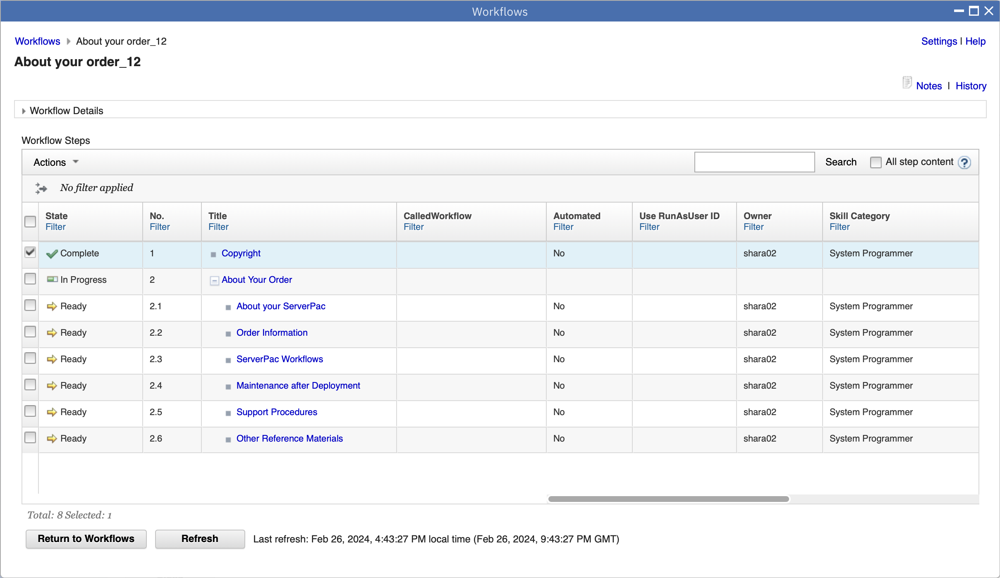 Workflows
Workflows About your order_12 Settings | Help
About your order_12
Notes | History
Workflow Details
Workflow Steps
Actions Search All step content ?
No filter applied
State No. Title CalledWorkflow Automated Use RunAsUser ID Owner Skill Category
Filter Filter Filter Filter Filter Filter Filter Filter
Complete 1 Copyright No shara02 System Programmer
In Progress 2 About Your Order
Ready 2.1 About your ServerPac No shara02 System Programmer
Ready 2.2 Order Information No shara02 System Programmer
Ready 2.3 ServerPac Workflows No shara02 System Programmer
Ready 2.4 Maintenance after Deployment No shara02 System Programmer
Ready 2.5 Support Procedures No shara02 System Programmer
Ready 2.6 Other Reference Materials No shara02 System Programmer
Total: 8 Selected: 1
Return to Workflows Refresh Last refresh: Feb 26, 2024, 4:43:27 PM local time (Feb 26, 2024, 9:43:27 PM GMT)